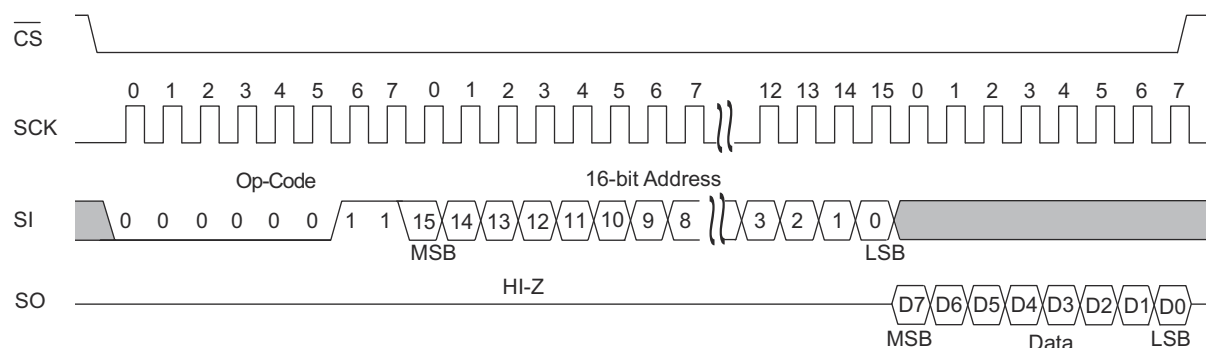 CS
0 1 2 3 4 5 6 7 0 1 2 3 4 5 6 7 12 13 14 15 0 1 2 3 4 5 6 7
SCK
Op-Code 16-bit Address
SI 0 0 0 0 0 0 1 1 15 14 13 12 11 10 9 8 3 2 1 0
MSB LSB
HI-Z
SO D7 D6 D5 D4 D3 D2 D1 D0
MSB Data LSB